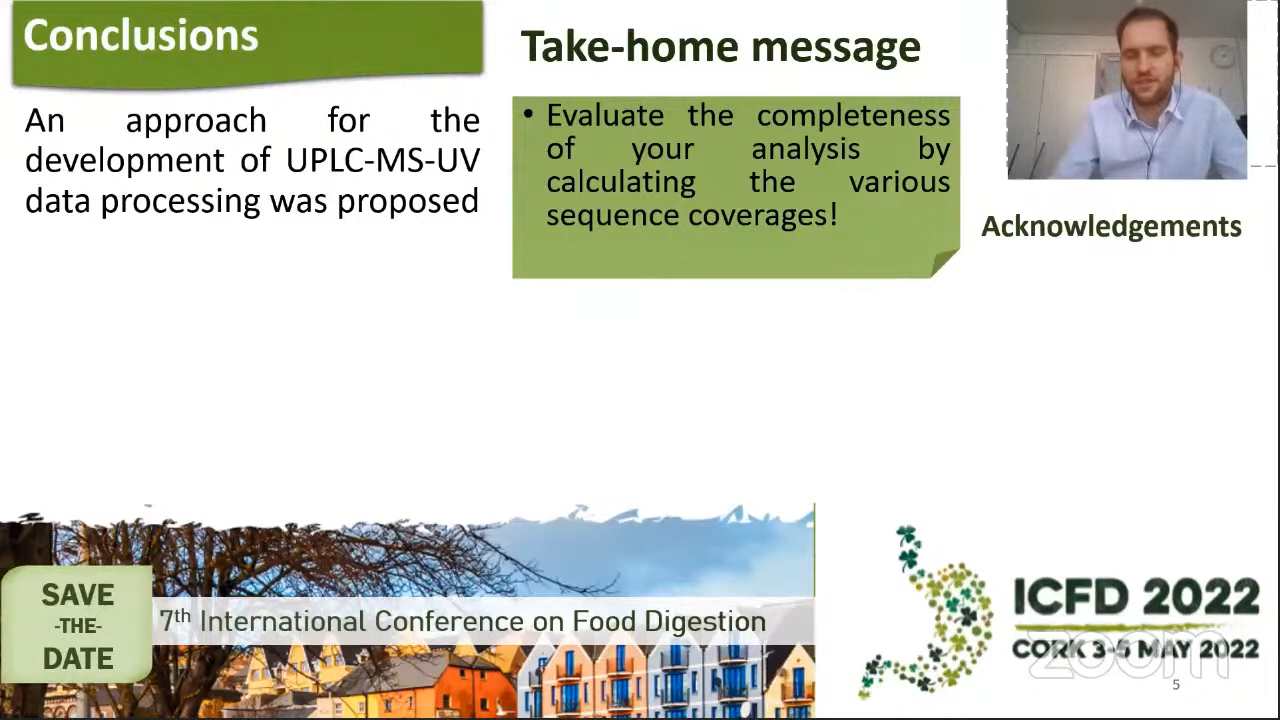 Conclusions
An approach for the
development of UPLC-MS-UV
data processing was proposed
Take-home message
• Evaluate the completeness
of your analysis by
calculating the various
sequence coverages!
Acknowledgements
SAVE
-THE-
DATE
7th International Conference on Food Digestion
ICFD 2022
CORK 3-5 MAY 2022
zoom
5